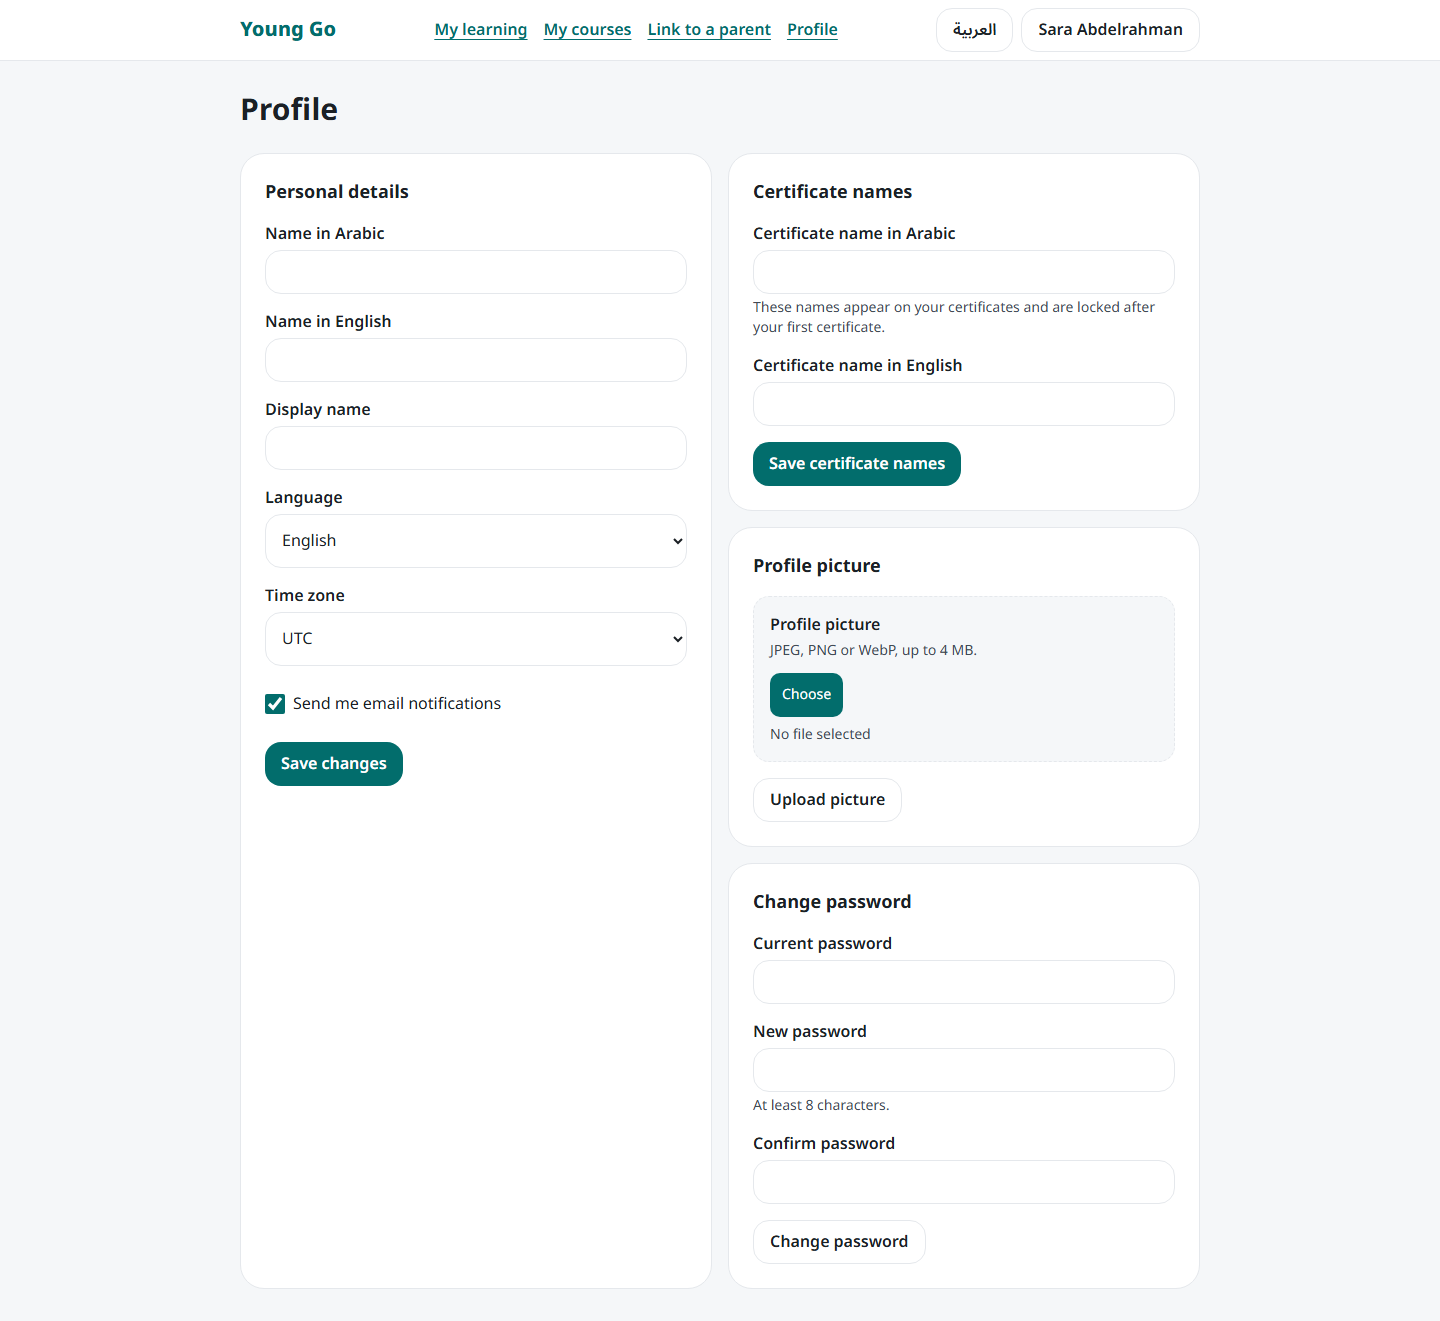 Young Go
My learning
My courses
Link to a parent
Profile
العربية
Sara Abdelrahman
Profile
Personal details
Name in Arabic
Name in English
Display name
Language
English
Time zone
UTC
Send me email notifications
Save changes
Certificate names
Certificate name in Arabic
These names appear on your certificates and are locked after
your first certificate.
Certificate name in English
Save certificate names
Profile picture
Profile picture
JPEG, PNG or WebP, up to 4 MB.
Choose
No file selected
Upload picture
Change password
Current password
New password
At least 8 characters.
Confirm password
Change password